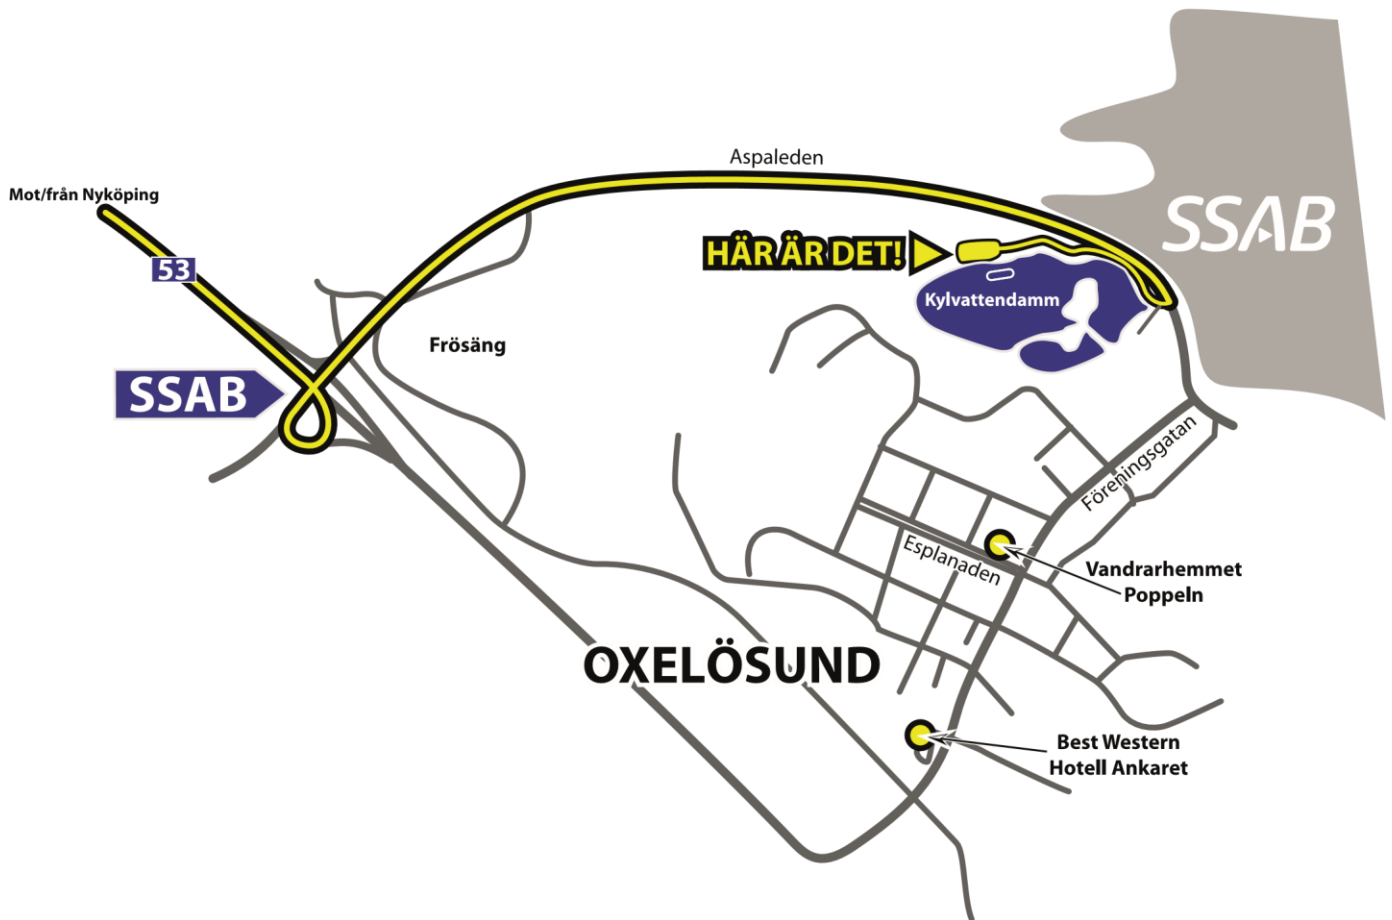 Aspaleden
Mot/från Nyköping
53
SSAB
HÄR ÄR DET!
Kylvattendamm
Frösäng
SSAB
Föreningsgatan
Esplanaden
Vandrarhemmet
Poppeln
OXELÖSUND
Best Western
Hotell Ankaret